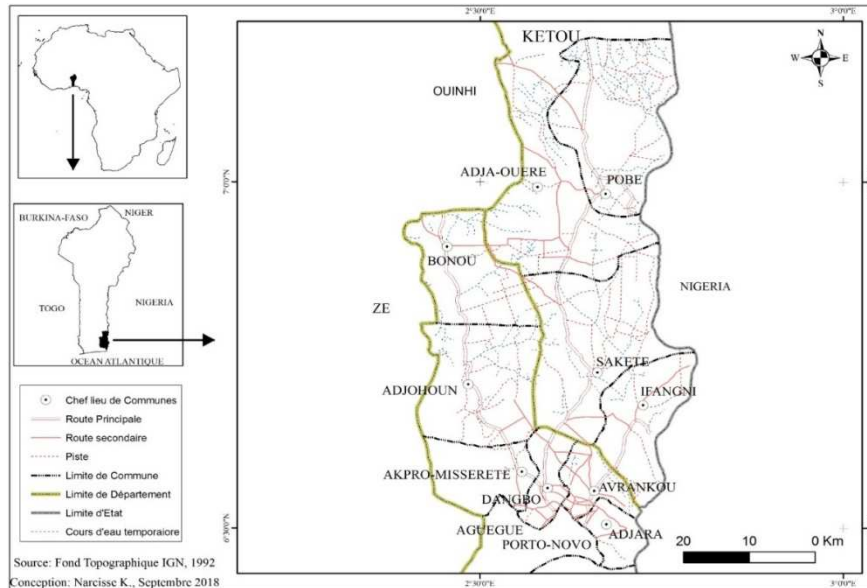 2°30'0"E
3°0'0"E
KETOU
N
W E
S
OUINHI
ADJA-OUERE
POBE
7°0'0"N
BURKINA-FASO
NIGER
TOGO
NIGERIA
OCEAN ATLANTIQUE
BONOU
ZE
NIGERIA
SAKETE
IFANGNI
ADJOHOUN
AKPRO-MISSERETE
DANGBO
AVRANKOU
AGUEGUE
PORTO-NOVO
ADJARA
6°30'0"N
20 10 0 Km
2°30'0"E
3°0'0"E
Chef lieu de Communes
Route Principale
Route secondaire
Piste
Limite de Commune
Limite de Département
Limite d'Etat
Cours d'eau temporaiore
Source: Fond Topographique IGN, 1992
Conception: Narcisse K., Septembre 2018